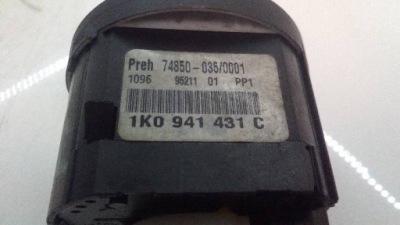 Preh 74850-035/0001
1096 95211 01 PP1
1K0 941 431 C